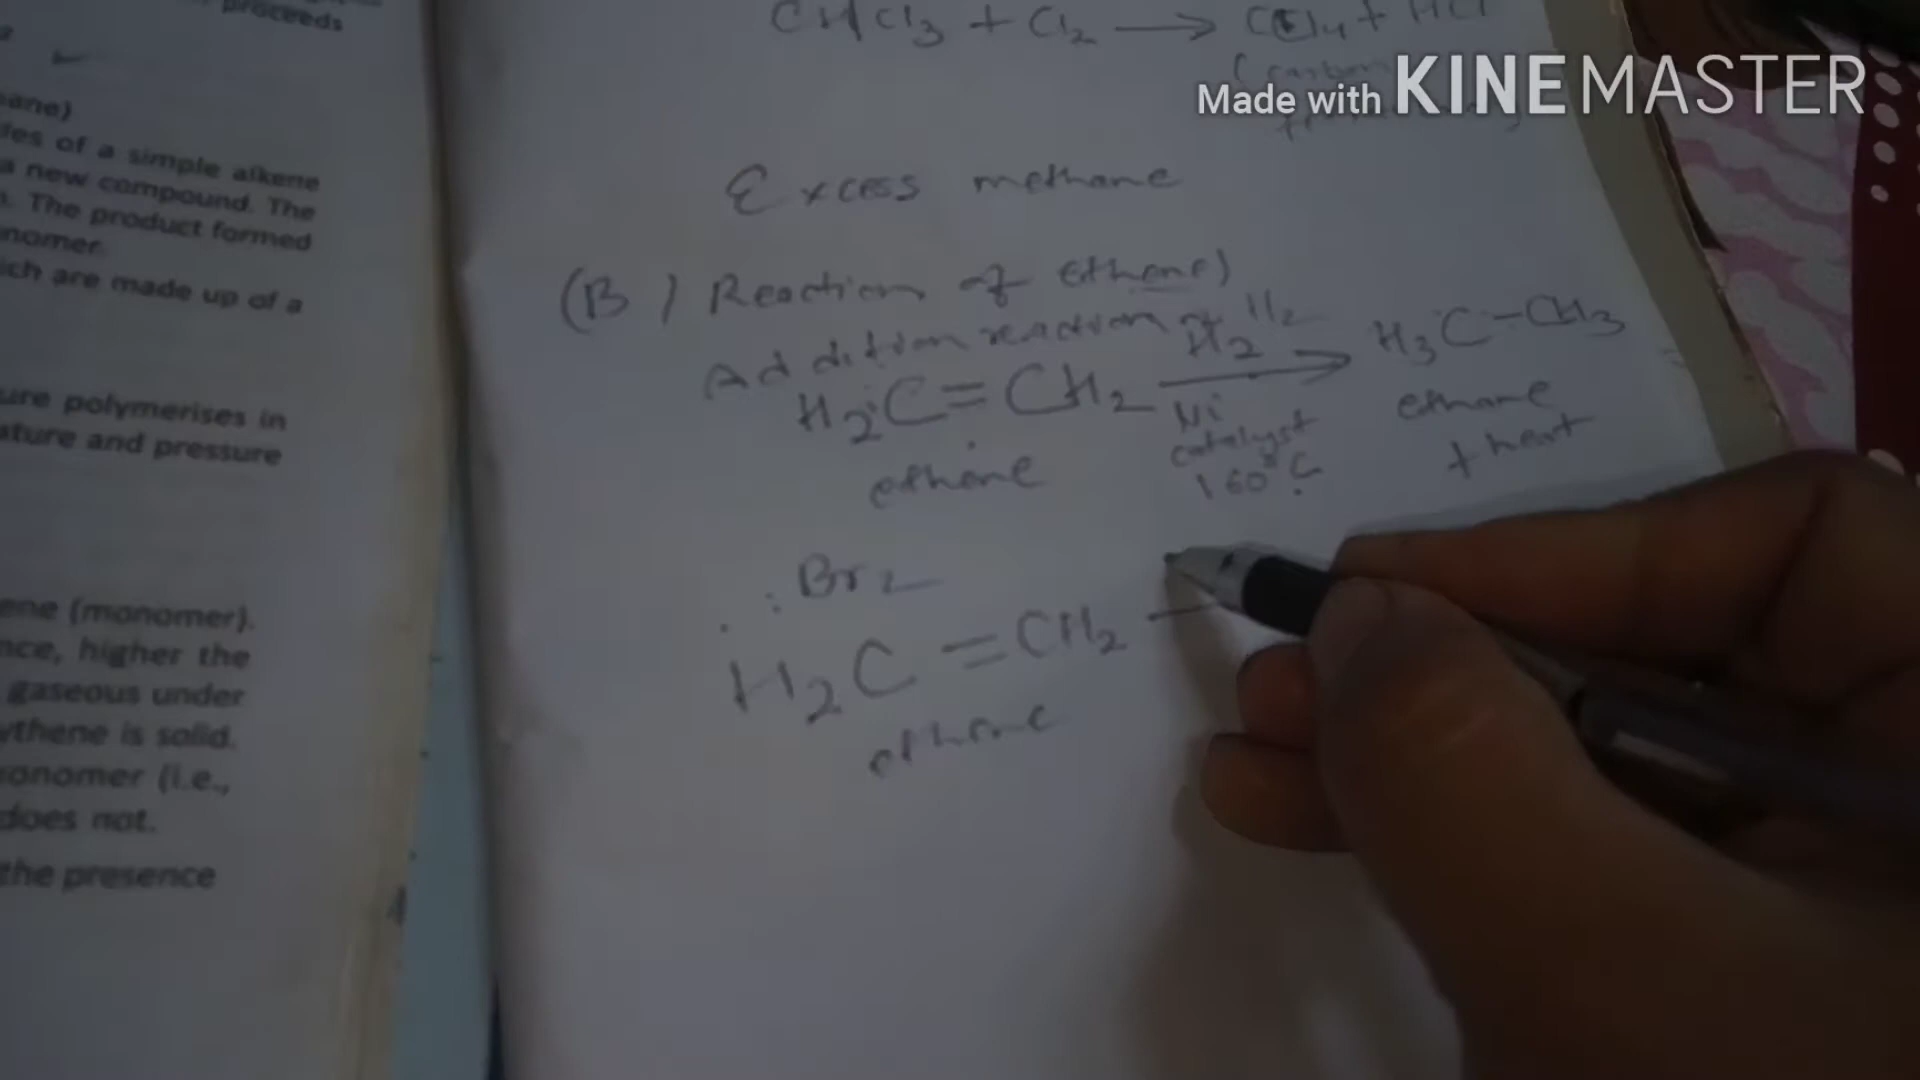 proceeds
ane)
les of a simple alkene
a new compound. The
n. The product formed
nomer.
ich are made up of a
ure polymerises in
ature and pressure
ene (monomer).
nce, higher the
gaseous under
ythene is solid.
onomer (i.e.,
does not.
the presence
CHCl3 + Cl2 → CCl4 + HCl
Made with KINEMASTER
Excess methane
(B) Reaction of ethene)
Addition reaction of H2
H2C=CH2 H2 → H3C-CH3
ethene Ni ethane
catalyst + heat
160°C
Br2
H2C=CH2 —
ethene